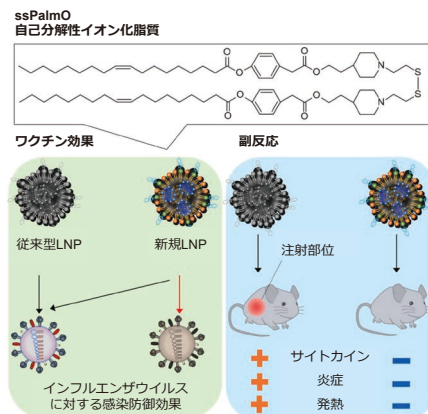 ssPalmO
自己分解性イオン化脂質
O
O
O
O
N
S
O
O
O
O
N
S
ワクチン効果
副反応
従来型LNP
新規LNP
注射部位
サイトカイン
炎症
発熱
インフルエンザウイルス
に対する感染防御効果